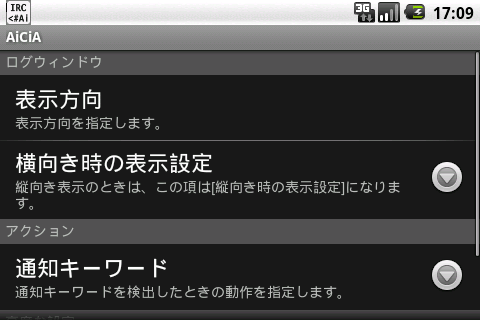 IRC
<#Ai
3G
17:09
AiCiA
ログウィンドウ
表示方向
表示方向を指定します。
横向き時の表示設定
縦向き表示のときは、この項は[縦向き時の表示設定]になりま
す。
アクション
通知キーワード
通知キーワードを検出したときの動作を指定します。